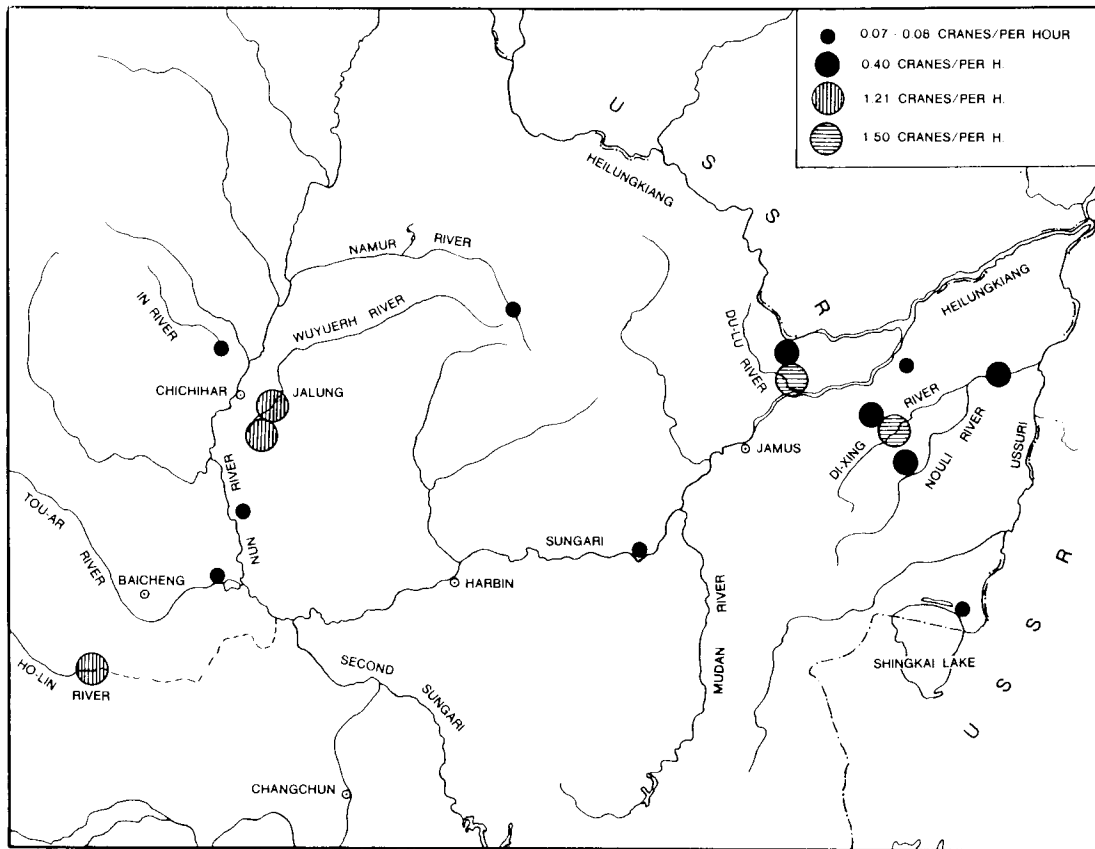 0.07 - 0.08 CRANES/PER HOUR
0.40 CRANES/PER H.
1.21 CRANES/PER H.
1.50 CRANES/PER H.
U S S R
HEILUNGKIANG
NAMUR RIVER
IN RIVER
WUYUERH RIVER
HEILUNGKIANG
DU-LU RIVER
CHICHIHAR
JALUNG
RIVER
DI-XING
NOULI RIVER
USSURI
JAMUS
NUN RIVER
TOU-AR RIVER
BAICHENG
SUNGARI
HARBIN
MUDAN RIVER
SHINGKAI LAKE
U S S R
HO-LIN RIVER
SECOND SUNGARI
CHANGCHUN